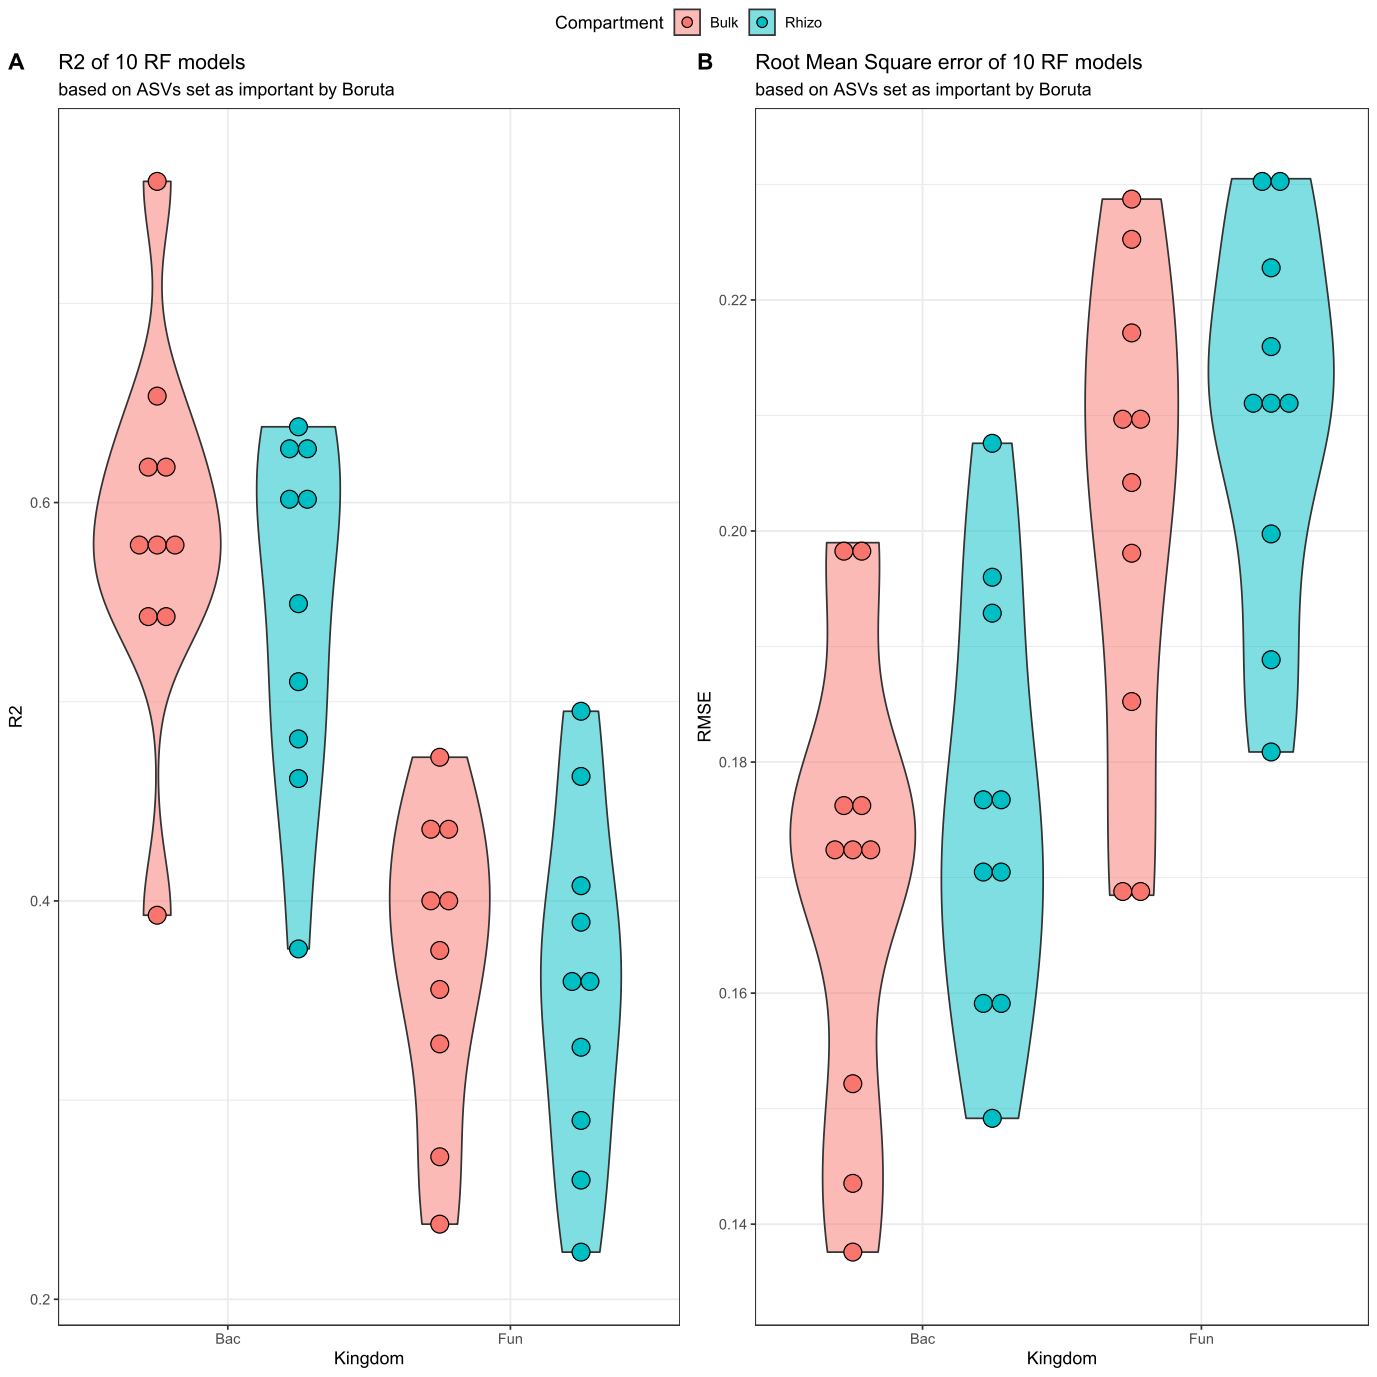 Compartment Bulk Rhizo
A
R2 of 10 RF models
based on ASVs set as important by Boruta
R2
0.6
0.4
0.2
Bac Fun
Kingdom
B
Root Mean Square error of 10 RF models
based on ASVs set as important by Boruta
RMSE
0.22
0.20
0.18
0.16
0.14
Bac Fun
Kingdom